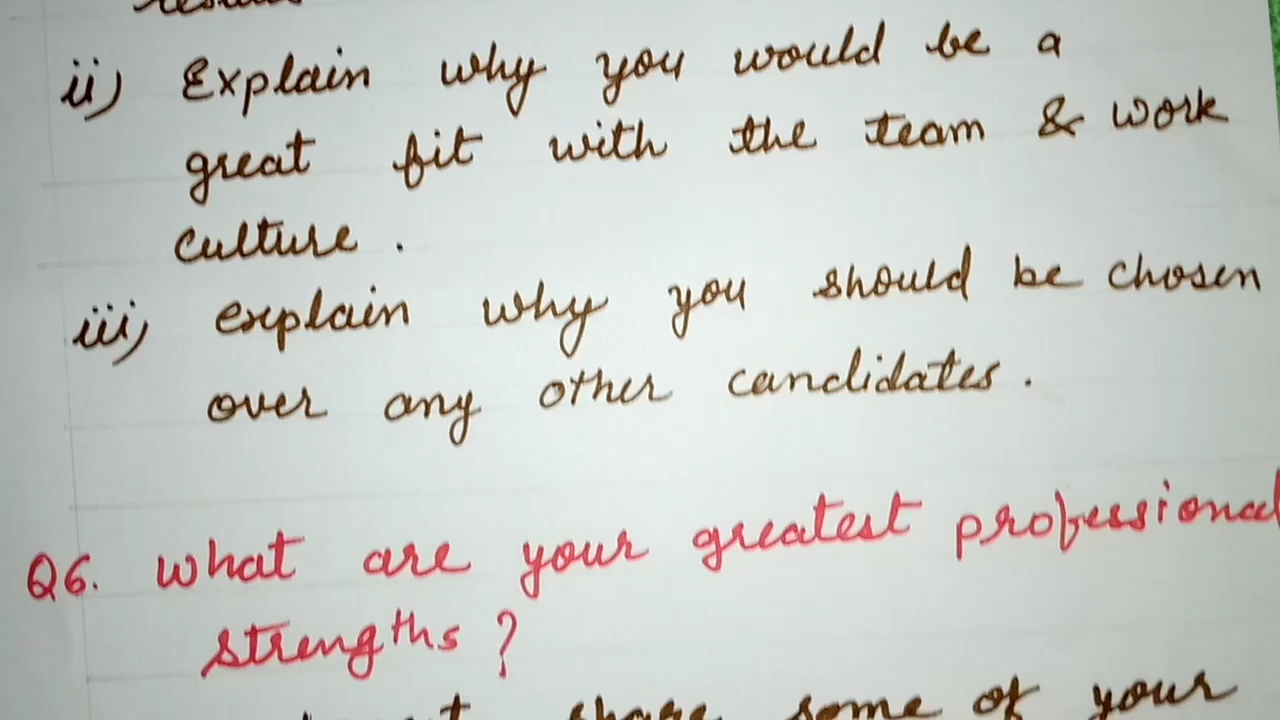 ii) Explain why you would be a
great fit with the team & work
culture.
iii) explain why you should be chosen
over any other candidates.
Q6. What are your greatest professional
strengths?
share some of your